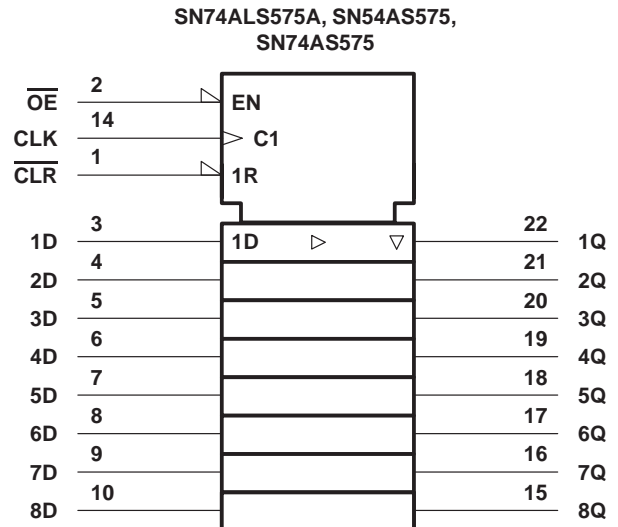 SN74ALS575A, SN54AS575,
SN74AS575
OE 2 EN
CLK 14 C1
CLR 1 1R
1D 3 1D 22 1Q
2D 4 21 2Q
3D 5 20 3Q
4D 6 19 4Q
5D 7 18 5Q
6D 8 17 6Q
7D 9 16 7Q
8D 10 15 8Q